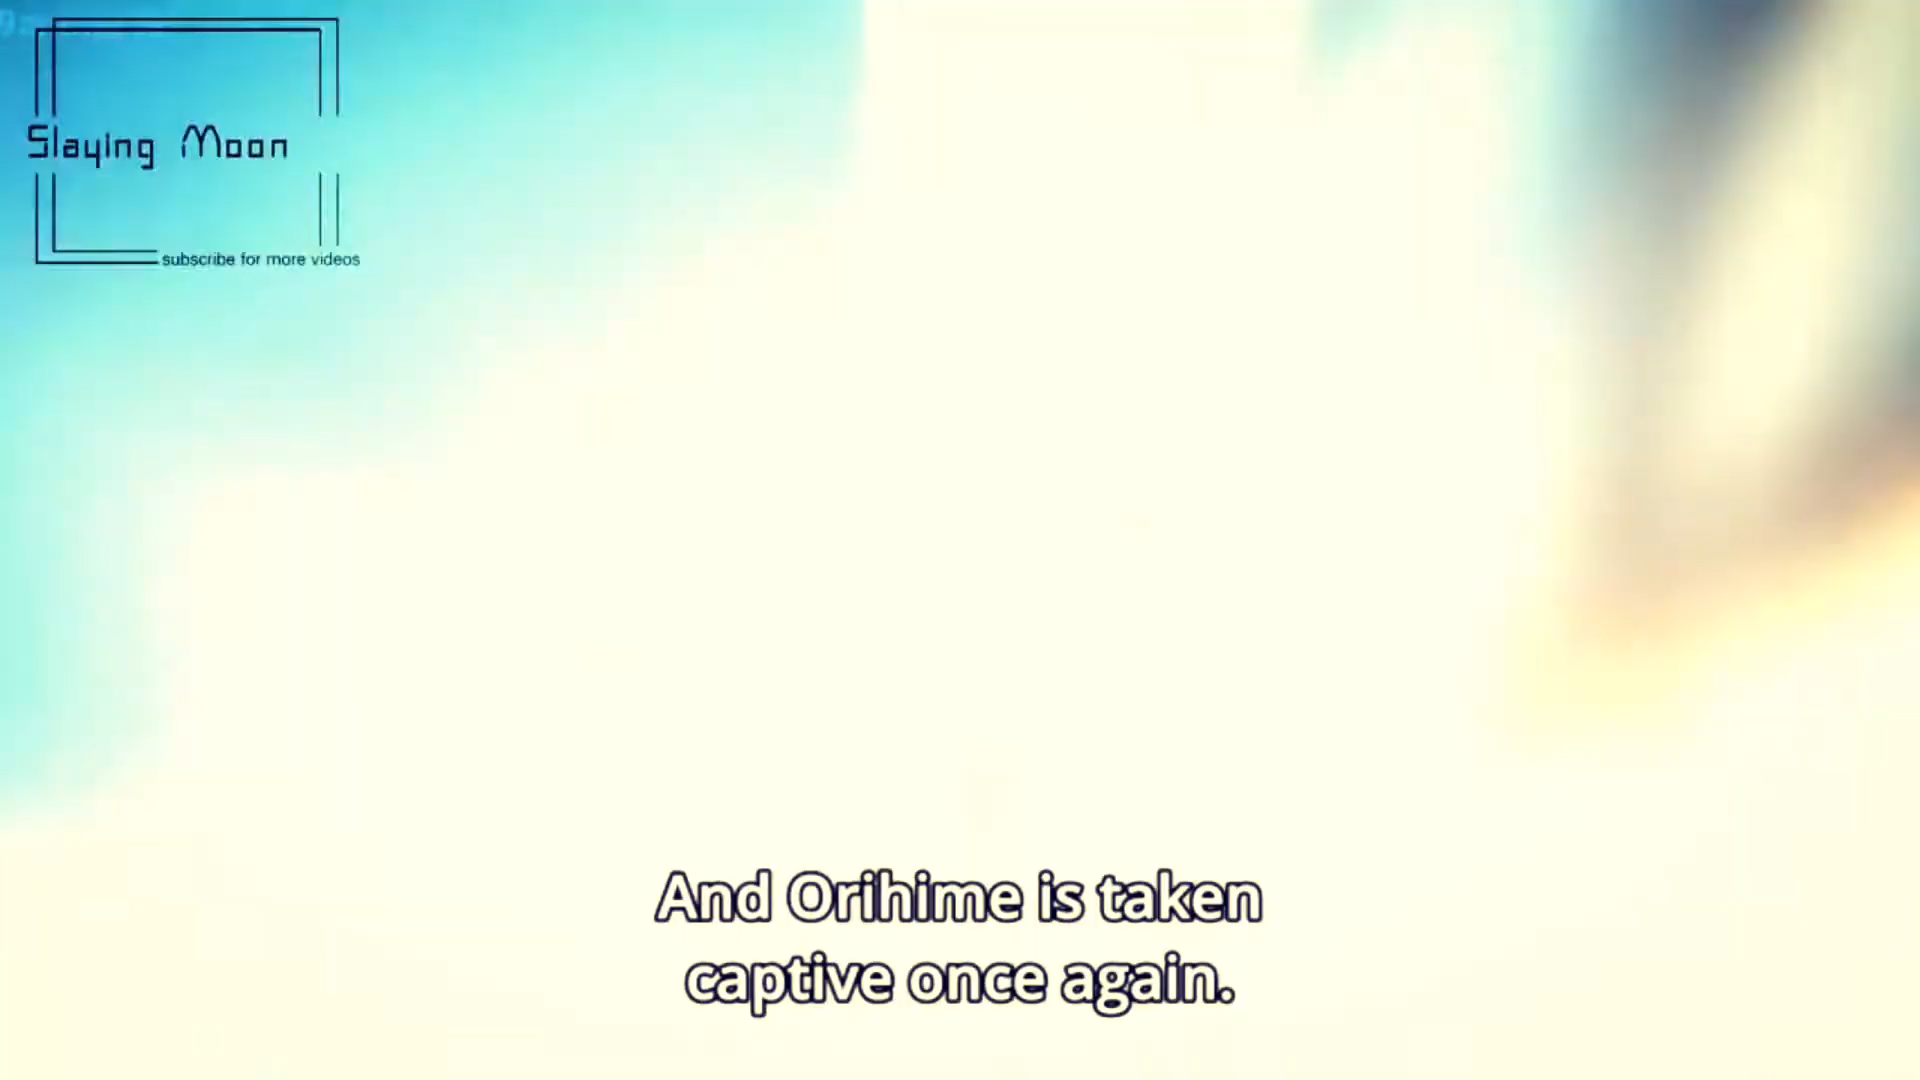 Slaying Moon
subscribe for more videos
And Orihime is taken
captive once again.